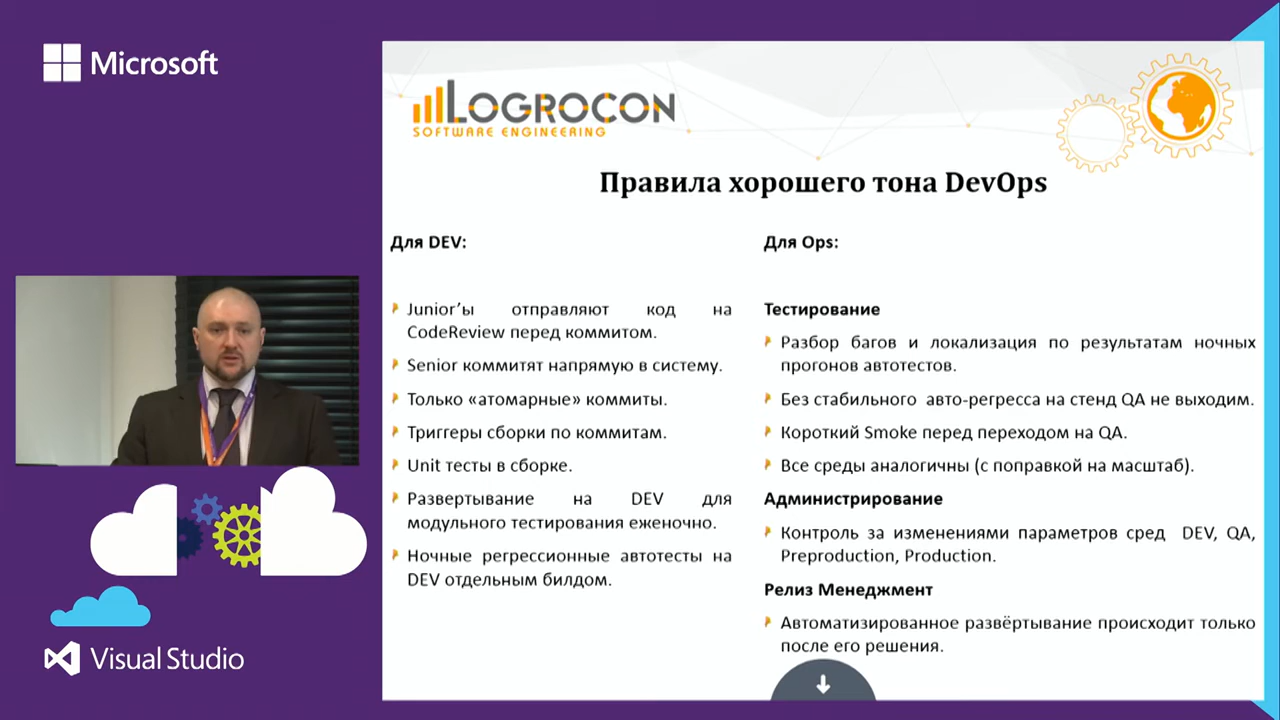 Microsoft
LOGROCON
SOFTWARE ENGINEERING
Правила хорошего тона DevOps
Для DEV:
Junior’ы отправляют код на
CodeReview перед коммитом.
Senior коммитят напрямую в систему.
Только «атомарные» коммиты.
Триггеры сборки по коммитам.
Unit тесты в сборке.
Развертывание на DEV для
модульного тестирования еженочно.
Ночные регрессионные автотесты на
DEV отдельным билдом.
Для Ops:
Тестирование
Разбор багов и локализация по результатам ночных
прогонов автотестов.
Без стабильного авто-регресса на стенд QA не выходим.
Короткий Smoke перед переходом на QA.
Все среды аналогичны (с поправкой на масштаб).
Администрирование
Контроль за изменениями параметров сред DEV, QA,
Preproduction, Production.
Релиз Менеджмент
Автоматизированное развёртывание происходит только
после его решения.
Visual Studio